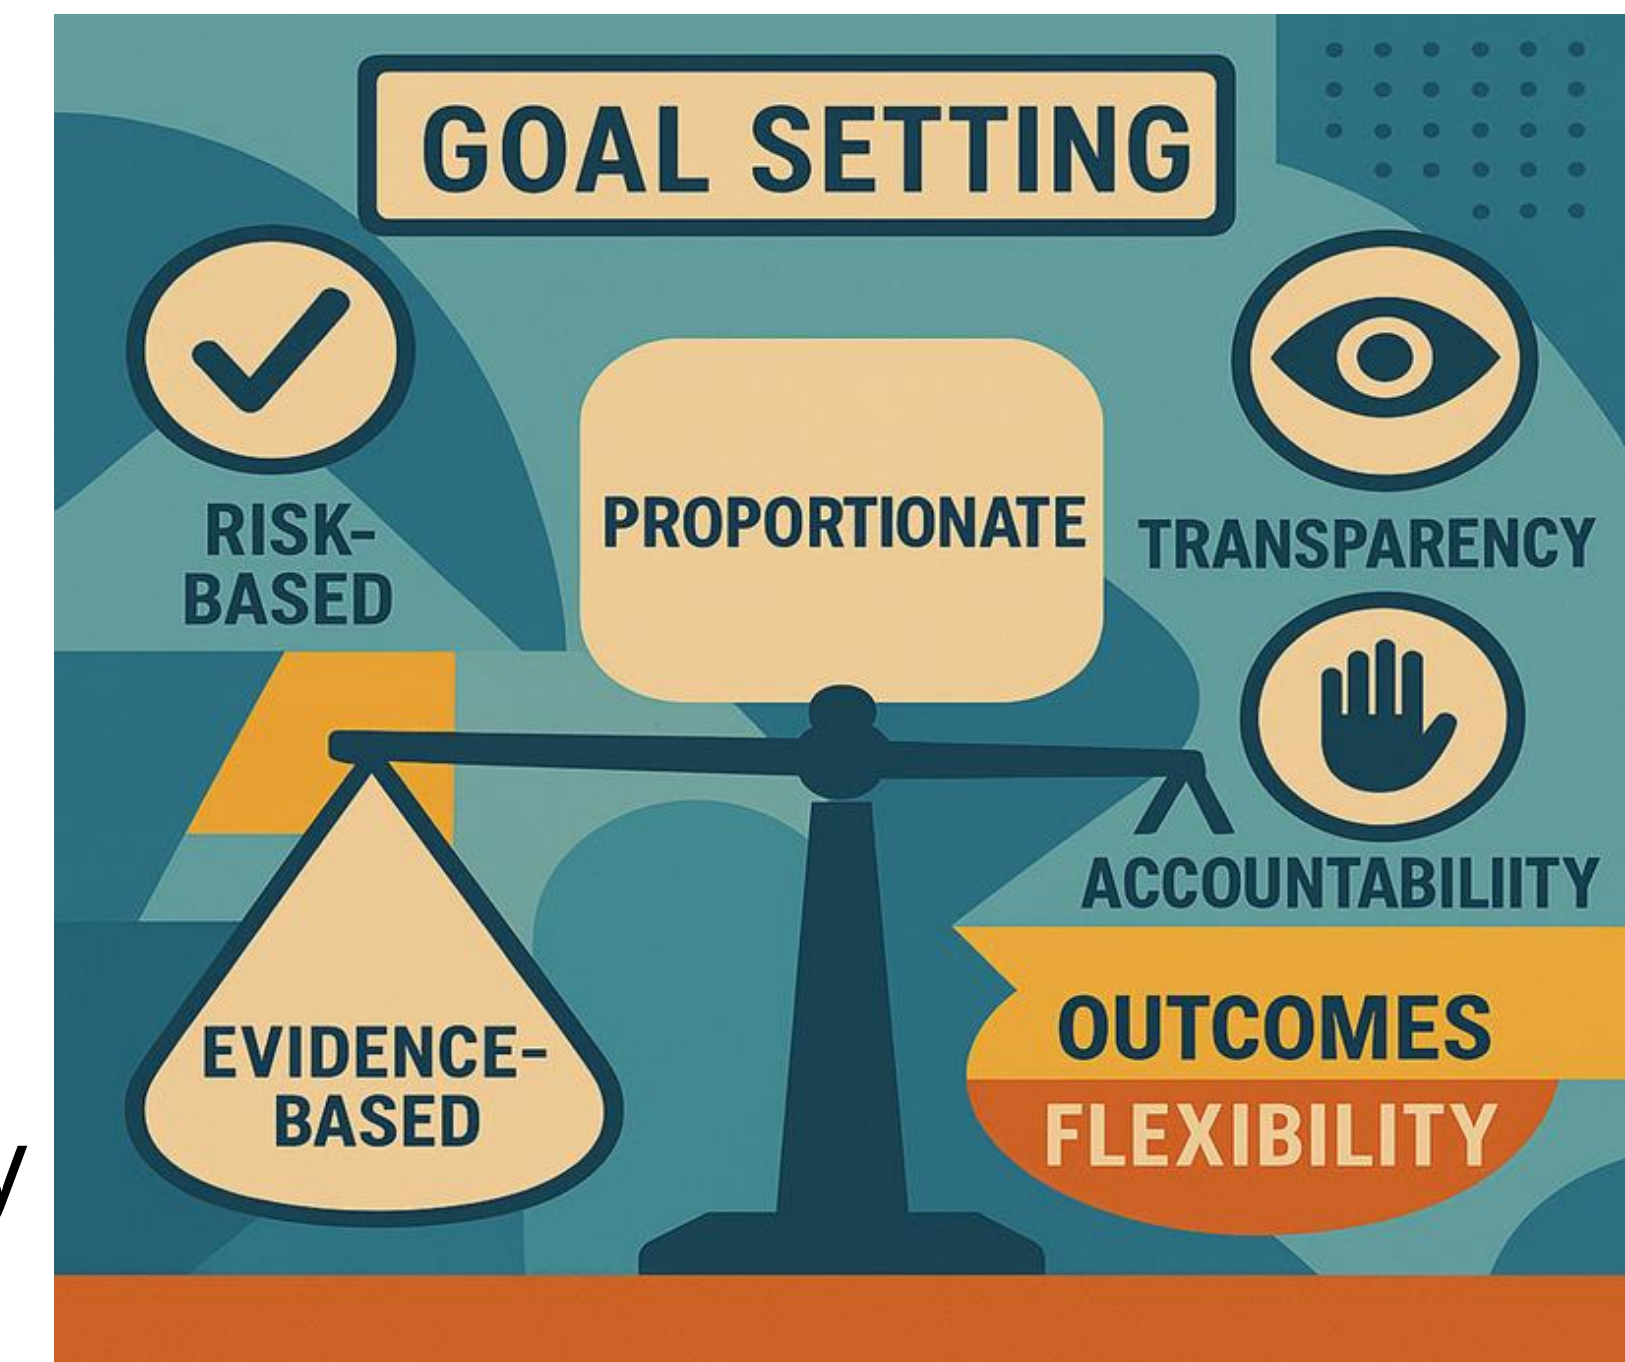 GOAL SETTING
RISK-
BASED
PROPORTIONATE
TRANSPARENCY
ACCOUNTABILIITY
EVIDENCE-
BASED
OUTCOMES
FLEXIBILITY
y